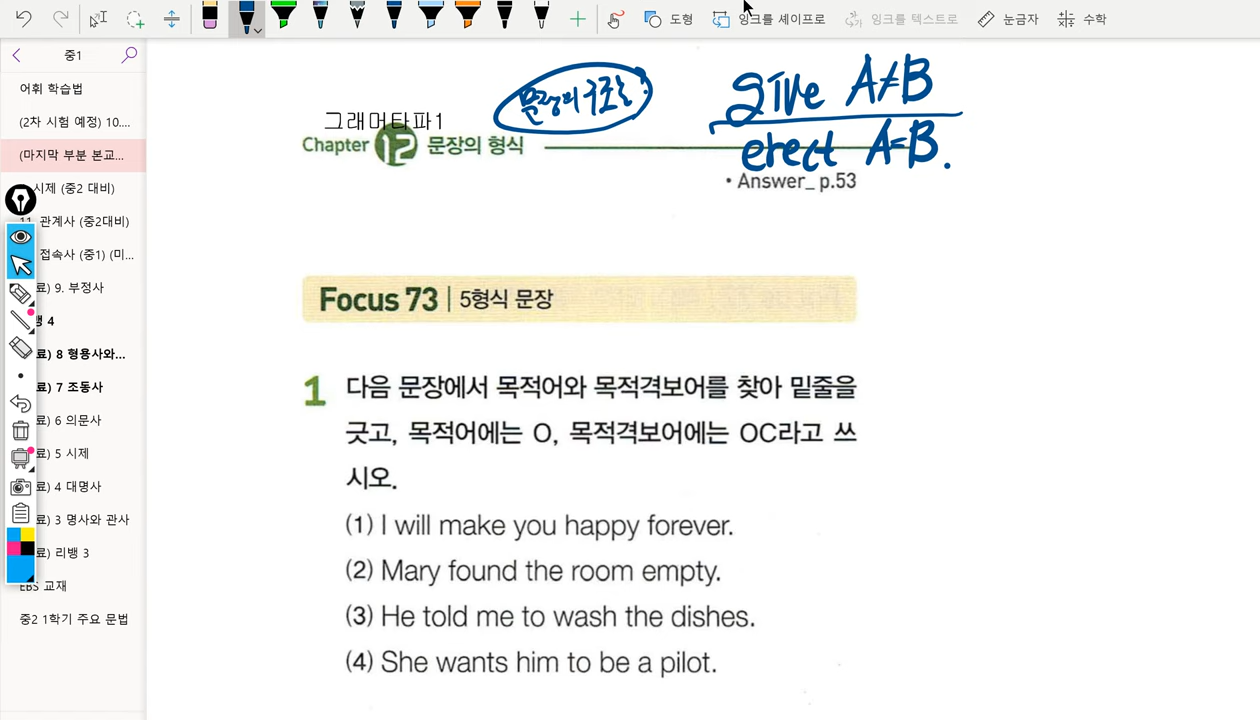 도형
잉크를 셰이프로
잉크를 텍스트로
눈금자
수학
중1
어휘 학습법
(2차 시험 예정) 10....
(마지막 부분 본교...
시제 (중2 대비)
관계사 (중2대비)
접속사 (중1) (미...
료) 9. 부정사
뱅 4
료) 8 형용사와...
료) 7 조동사
료) 6 의문사
료) 5 시제
료) 4 대명사
료) 3 명사와 관사
료) 리뱅 3
EBS 교재
중2 1학기 주요 문법
문장의 구조는?
give A≠B
erect A=B.
그래머타파1
Chapter 12 문장의 형식
• Answer_ p.53
Focus 73 | 5형식 문장
1 다음 문장에서 목적어와 목적격보어를 찾아 밑줄을
긋고, 목적어에는 O, 목적격보어에는 OC라고 쓰
시오.
(1) I will make you happy forever.
(2) Mary found the room empty.
(3) He told me to wash the dishes.
(4) She wants him to be a pilot.